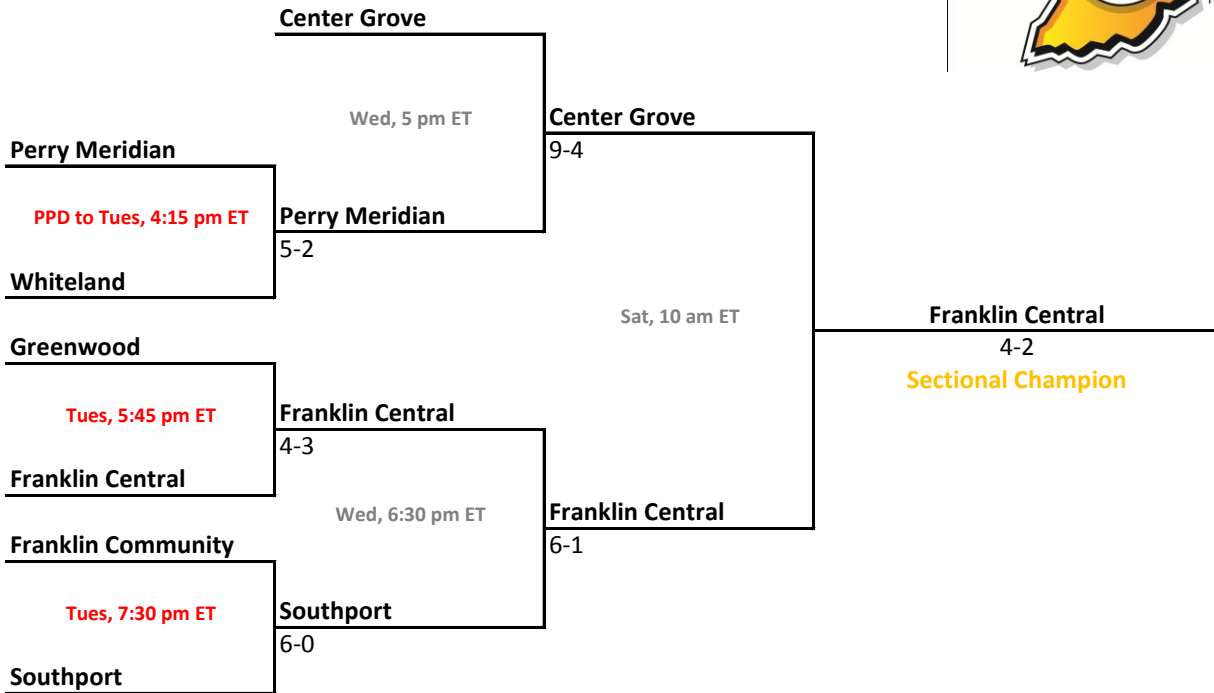 Center Grove
Wed, 5 pm ET
Center Grove
Perry Meridian
9-4
PPD to Tues, 4:15 pm ET
Perry Meridian
5-2
Whiteland
Sat, 10 am ET
Franklin Central
Greenwood
4-2
Sectional Champion
Tues, 5:45 pm ET
Franklin Central
4-3
Franklin Central
Wed, 6:30 pm ET
Franklin Central
Franklin Community
6-1
Tues, 7:30 pm ET
Southport
6-0
Southport